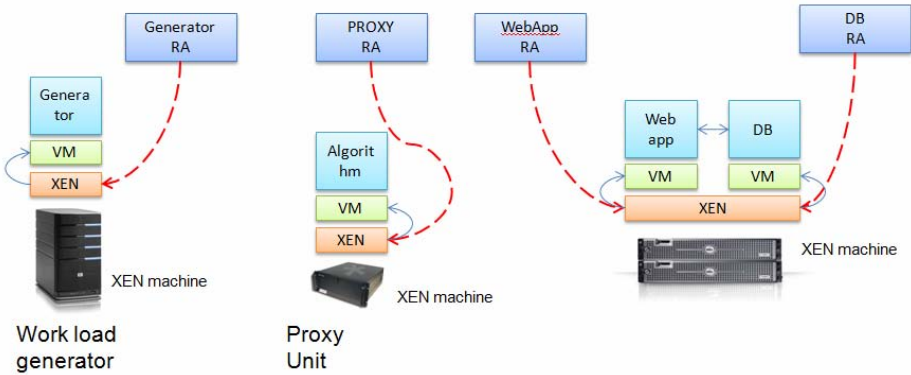 Generator
RA
PROXY
RA
WebApp
RA
DB
RA
Genera
tor
VM
XEN
XEN machine
Work load
generator
Algorit
hm
VM
XEN
XEN machine
Proxy
Unit
Web
app
DB
VM
VM
XEN
XEN machine